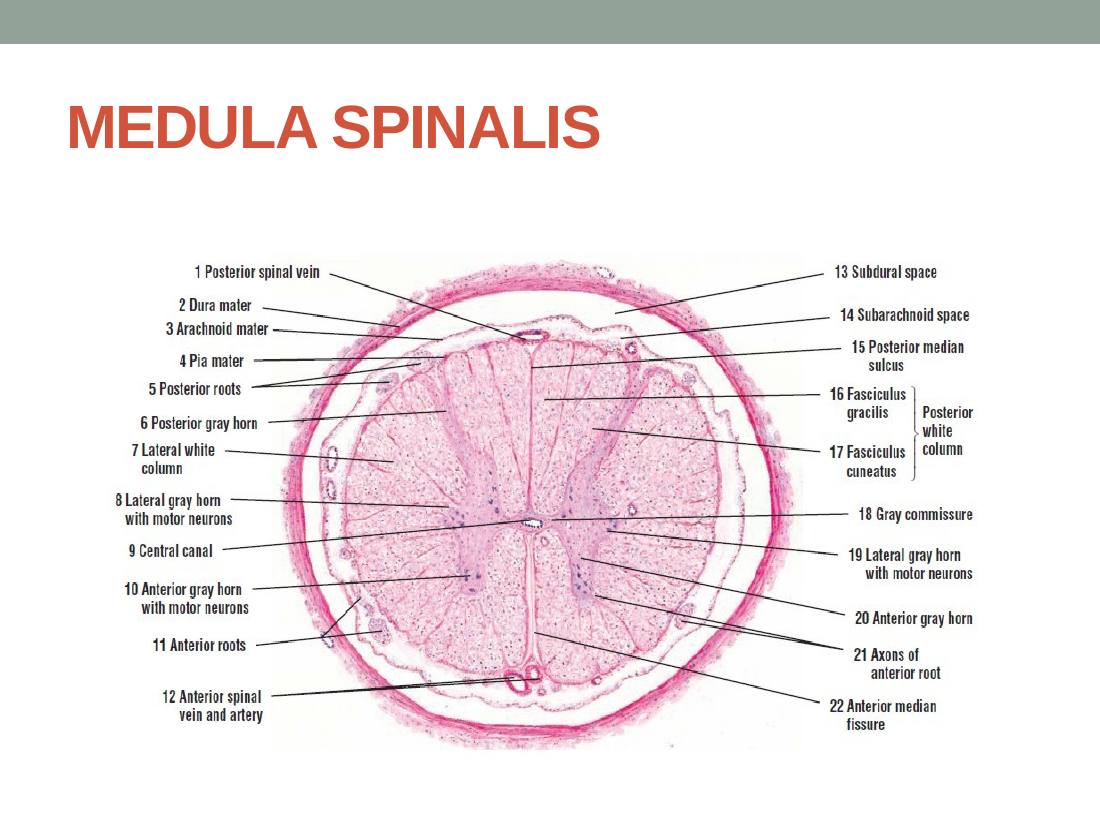 MEDULA SPINALIS
1 Posterior spinal vein
2 Dura mater
3 Arachnoid mater
4 Pia mater
5 Posterior roots
6 Posterior gray horn
7 Lateral white
column
8 Lateral gray horn
with motor neurons
9 Central canal
10 Anterior gray horn
with motor neurons
11 Anterior roots
12 Anterior spinal
vein and artery
13 Subdural space
14 Subarachnoid space
15 Posterior median
sulcus
16 Fasciculus
gracilis
17 Fasciculus
cuneatus
Posterior
white
column
18 Gray commissure
19 Lateral gray horn
with motor neurons
20 Anterior gray horn
21 Axons of
anterior root
22 Anterior median
fissure